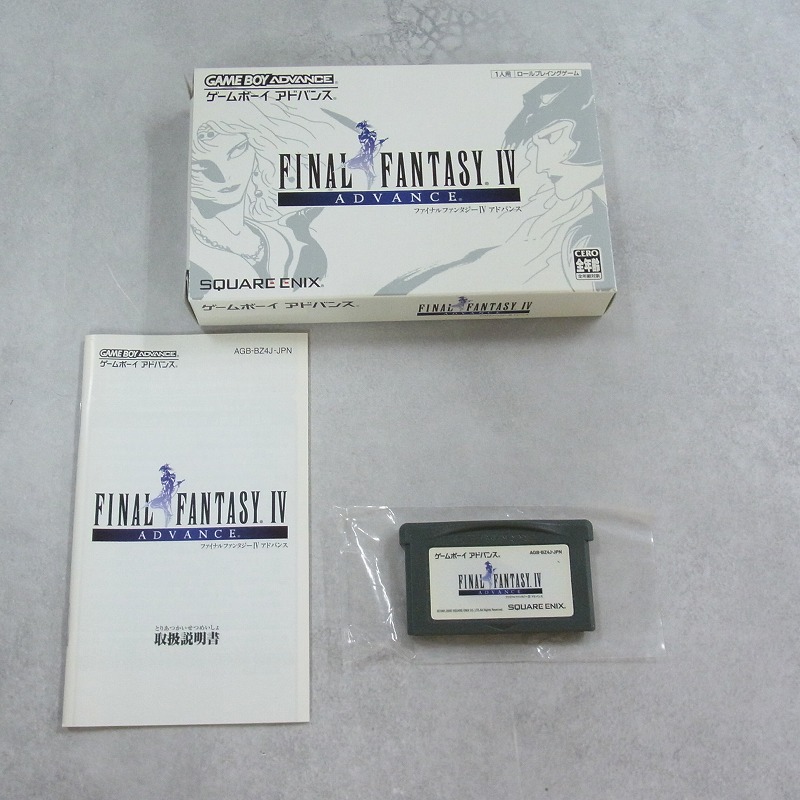 GAME BOY ADVANCE
ゲームボーイ アドバンス®
1人用 ロールプレイングゲーム
FINAL FANTASY® IV
ADVANCE®
ファイナルファンタジーIV アドバンス
CERO
全年齢
全年齢対象
SQUARE ENIX®
ゲームボーイ アドバンス®
FINAL FANTASY® IV
ADVANCE
GAME BOY ADVANCE
ゲームボーイ アドバンス®
AGB-BZ4J-JPN
FINAL FANTASY® IV
ADVANCE®
ファイナルファンタジーIV アドバンス
とりあつかいせつめいしょ
取扱説明書
ゲームボーイ アドバンス®
AGB-BZ4J-JPN
FINAL FANTASY® IV
ADVANCE
SQUARE ENIX®